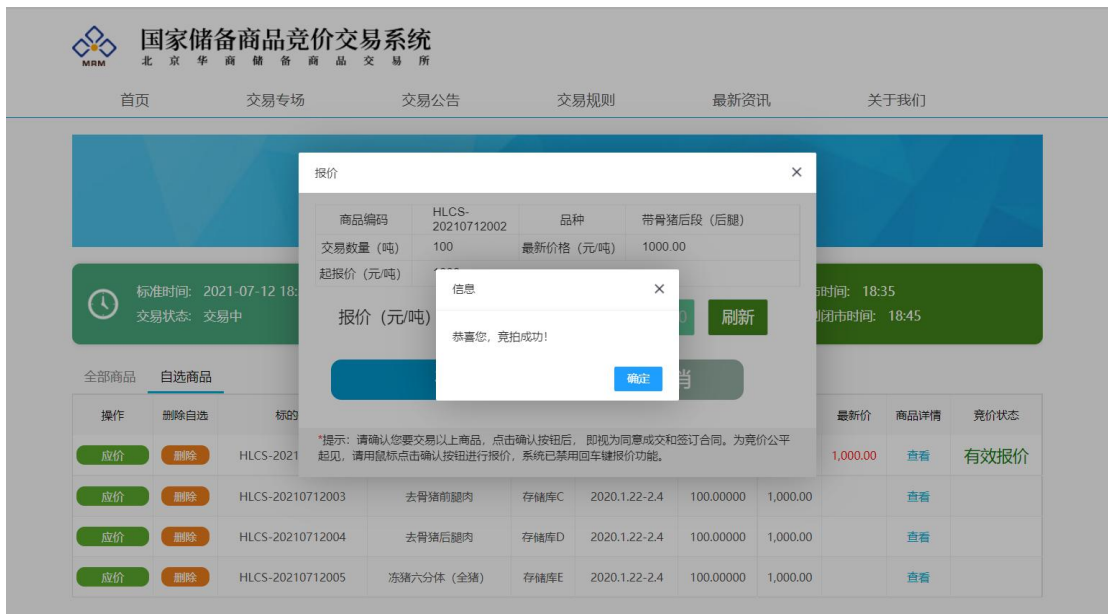 国家储备商品竞价交易系统
MRM
北京华商储备商品交易所
首页 交易专场 交易公告 交易规则 最新资讯 关于我们
报价 ×
商品编码 HLCS-20210712002 品种 带骨猪后段（后腿）
交易数量（吨） 100 最新价格（元/吨） 1000.00
起报价（元/吨）
标准时间: 2021-07-12 18: 时间: 18:35
交易状态: 交易中 闭市时间: 18:45
报价（元/吨） 0 刷新
信息 ×
恭喜您，竞拍成功!
确定
消
*提示：请确认您要交易以上商品，点击确认按钮后， 即视为同意成交和签订合同。为竞价公平
起见，请用鼠标点击确认按钮进行报价，系统已禁用回车键报价功能。
全部商品 自选商品
操作 删除自选 标的 最新价 商品详情 竞价状态
应价 删除 HLCS-2021 1,000.00 查看 有效报价
应价 删除 HLCS-20210712003 去骨猪前腿肉 存储库C 2020.1.22-2.4 100.00000 1,000.00 查看
应价 删除 HLCS-20210712004 去骨猪后腿肉 存储库D 2020.1.22-2.4 100.00000 1,000.00 查看
应价 删除 HLCS-20210712005 冻猪六分体（全猪） 存储库E 2020.1.22-2.4 100.00000 1,000.00 查看